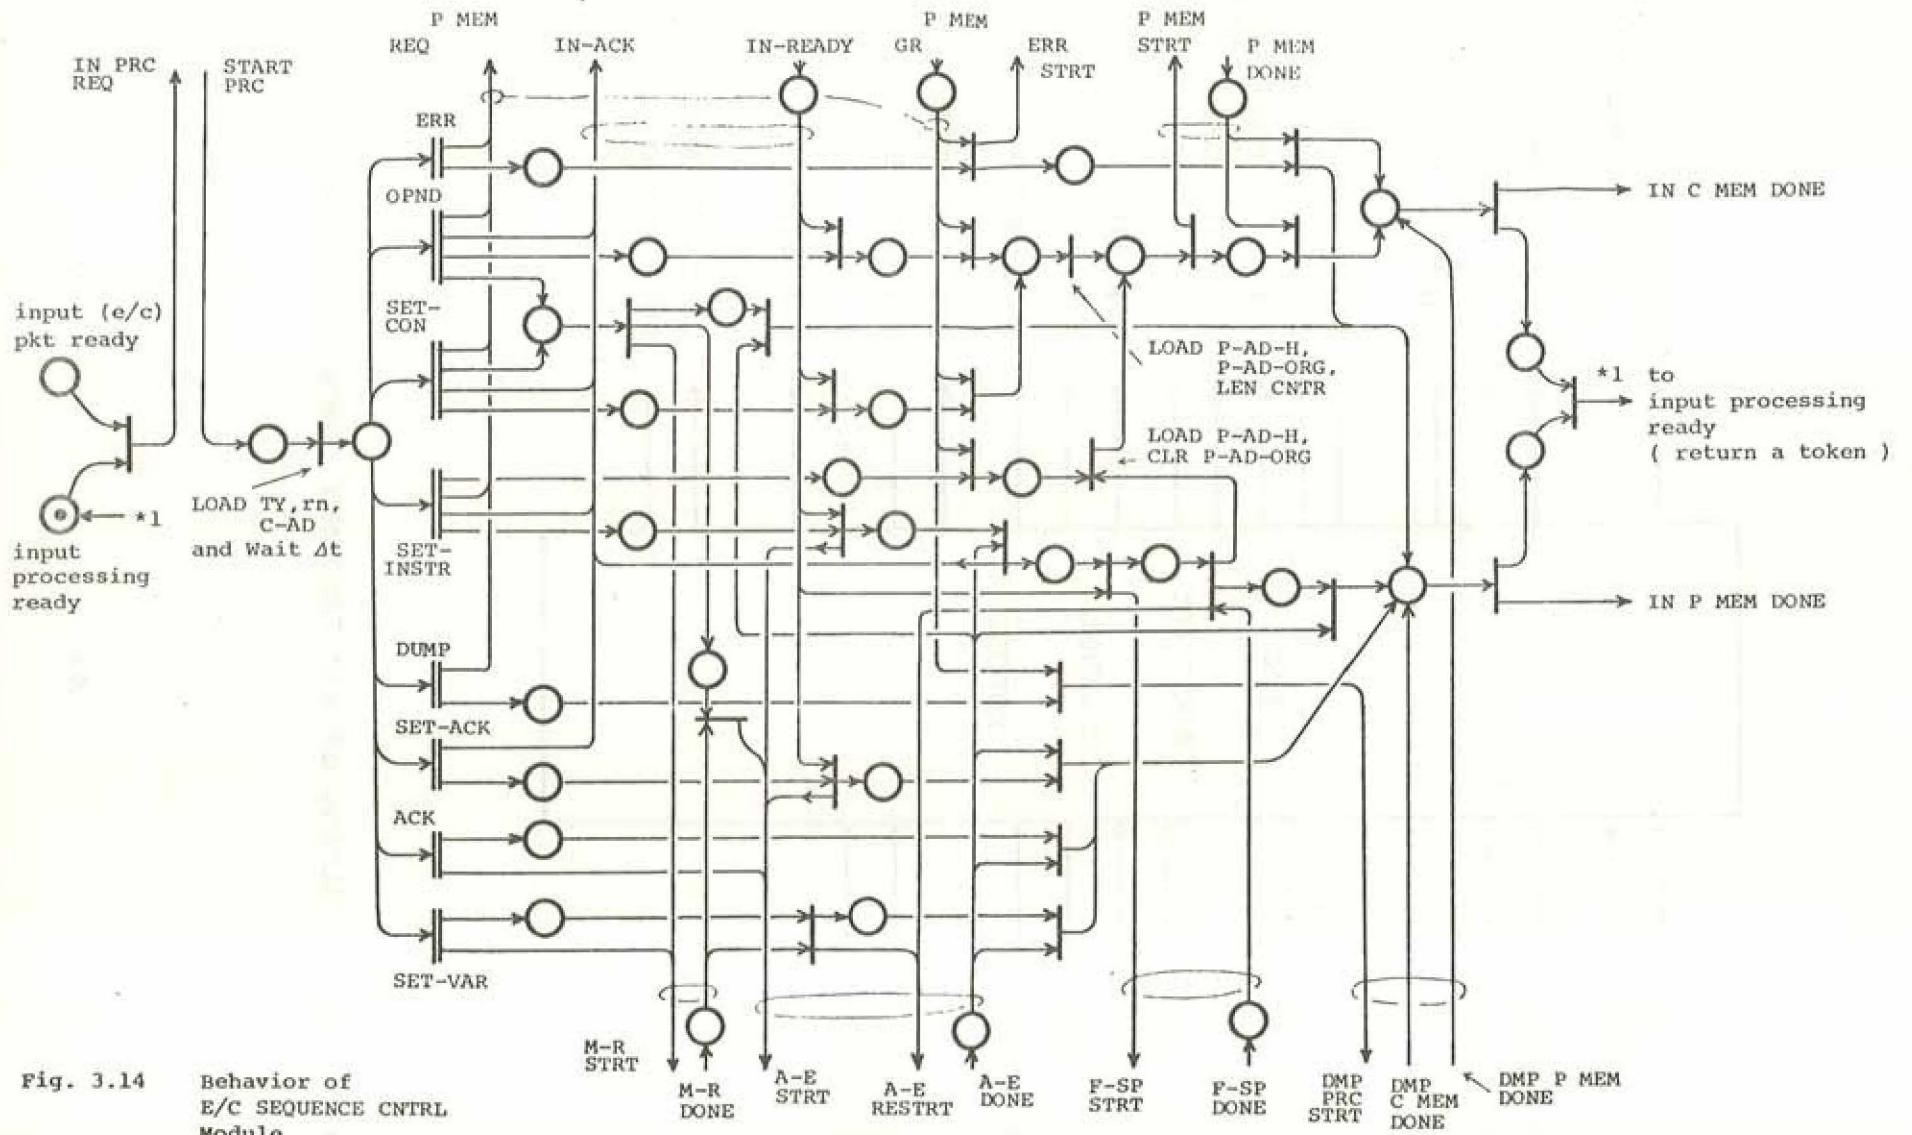 P MEM
REQ
IN-ACK
IN-READY
P MEM
GR
ERR
STRT
P MEM
STRT
P MEM
DONE
IN PRC
REQ
START
PRC
ERR
OPND
SET-
CON
input (e/c)
pkt ready
LOAD TY,rn,
C-AD
and Wait Δt
*1
input
processing
ready
SET-
INSTR
DUMP
SET-ACK
ACK
SET-VAR
LOAD P-AD-H,
P-AD-ORG,
LEN CNTR
LOAD P-AD-H,
CLR P-AD-ORG
IN C MEM DONE
*1 to
input processing
ready
( return a token )
IN P MEM DONE
M-R
STRT
M-R
DONE
A-E
STRT
A-E
RESTRT
A-E
DONE
F-SP
STRT
F-SP
DONE
DMP
PRC
STRT
DMP
C MEM
DONE
DMP P MEM
DONE
Fig. 3.14 Behavior of
E/C SEQUENCE CNTRL
Module